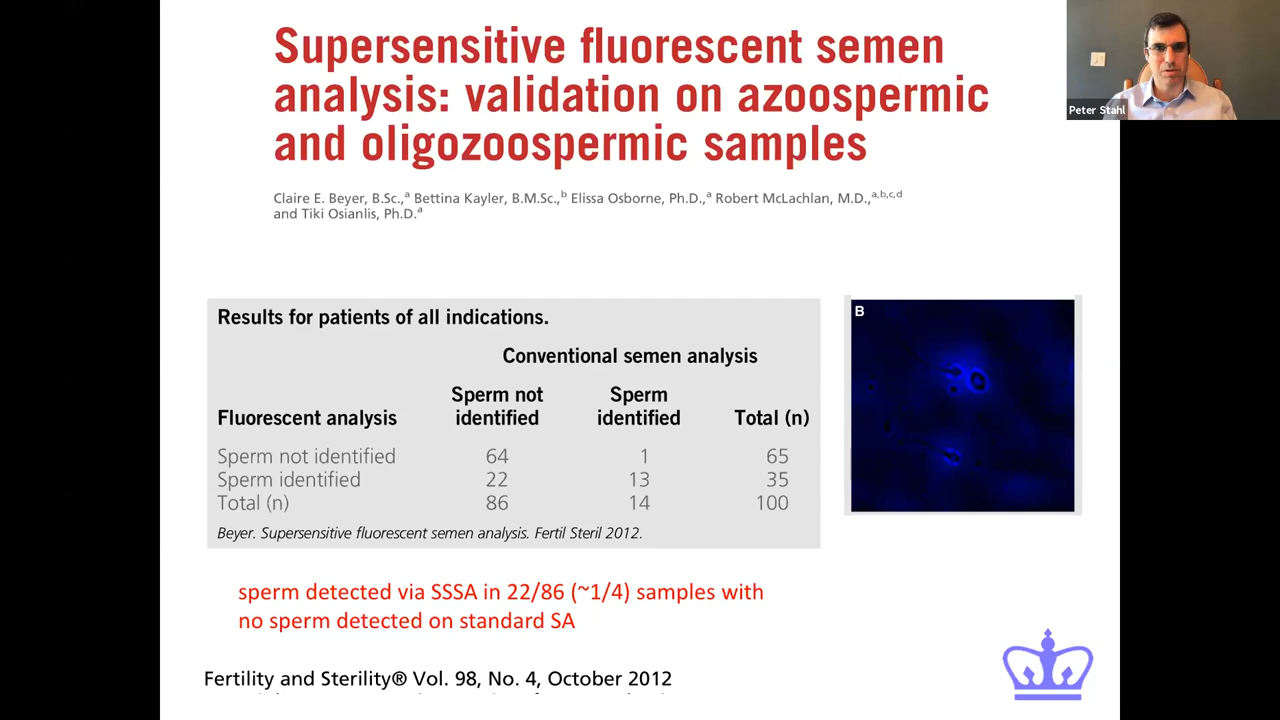 Supersensitive fluorescent semen
analysis: validation on azoospermic
and oligozoospermic samples
Peter Stahl
Claire E. Beyer, B.Sc.,ᵃ Bettina Kayler, B.M.Sc.,ᵇ Elissa Osborne, Ph.D.,ᵃ Robert McLachlan, M.D.,ᵃ,ᵇ,ᶜ,ᵈ
and Tiki Osianlis, Ph.D.ᵃ
Results for patients of all indications.
Conventional semen analysis
Fluorescent analysis Sperm not identified Sperm identified Total (n)
Sperm not identified 64 1 65
Sperm identified 22 13 35
Total (n) 86 14 100
Beyer. Supersensitive fluorescent semen analysis. Fertil Steril 2012.
B
sperm detected via SSSA in 22/86 (~1/4) samples with
no sperm detected on standard SA
Fertility and Sterility® Vol. 98, No. 4, October 2012